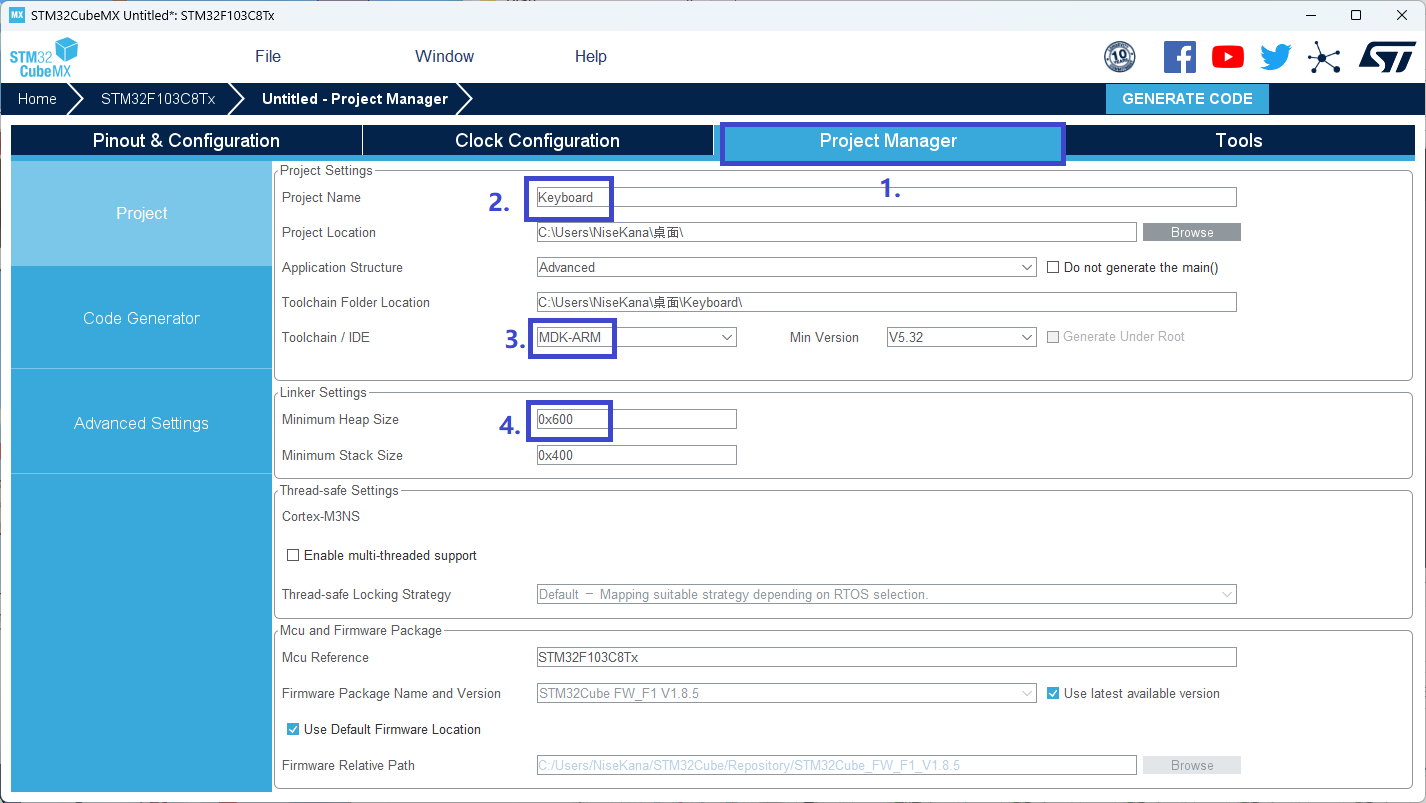 MX STM32CubeMX Untitled*: STM32F103C8Tx
STM32 CubeMX
File Window Help
10
ST
Home STM32F103C8Tx Untitled - Project Manager GENERATE CODE
Pinout & Configuration Clock Configuration Project Manager Tools
Project
Code Generator
Advanced Settings
Project Settings
1.
Project Name 2. Keyboard
Project Location C:\Users\NiseKana\桌面\ Browse
Application Structure Advanced Do not generate the main()
Toolchain Folder Location C:\Users\NiseKana\桌面\Keyboard\
Toolchain / IDE 3. MDK-ARM Min Version V5.32 Generate Under Root
Linker Settings
Minimum Heap Size 4. 0x600
Minimum Stack Size 0x400
Thread-safe Settings
Cortex-M3NS
Enable multi-threaded support
Thread-safe Locking Strategy Default － Mapping suitable strategy depending on RTOS selection.
Mcu and Firmware Package
Mcu Reference STM32F103C8Tx
Firmware Package Name and Version STM32Cube FW_F1 V1.8.5 Use latest available version
Use Default Firmware Location
Firmware Relative Path C:/Users/NiseKana/STM32Cube/Repository/STM32Cube_FW_F1_V1.8.5 Browse